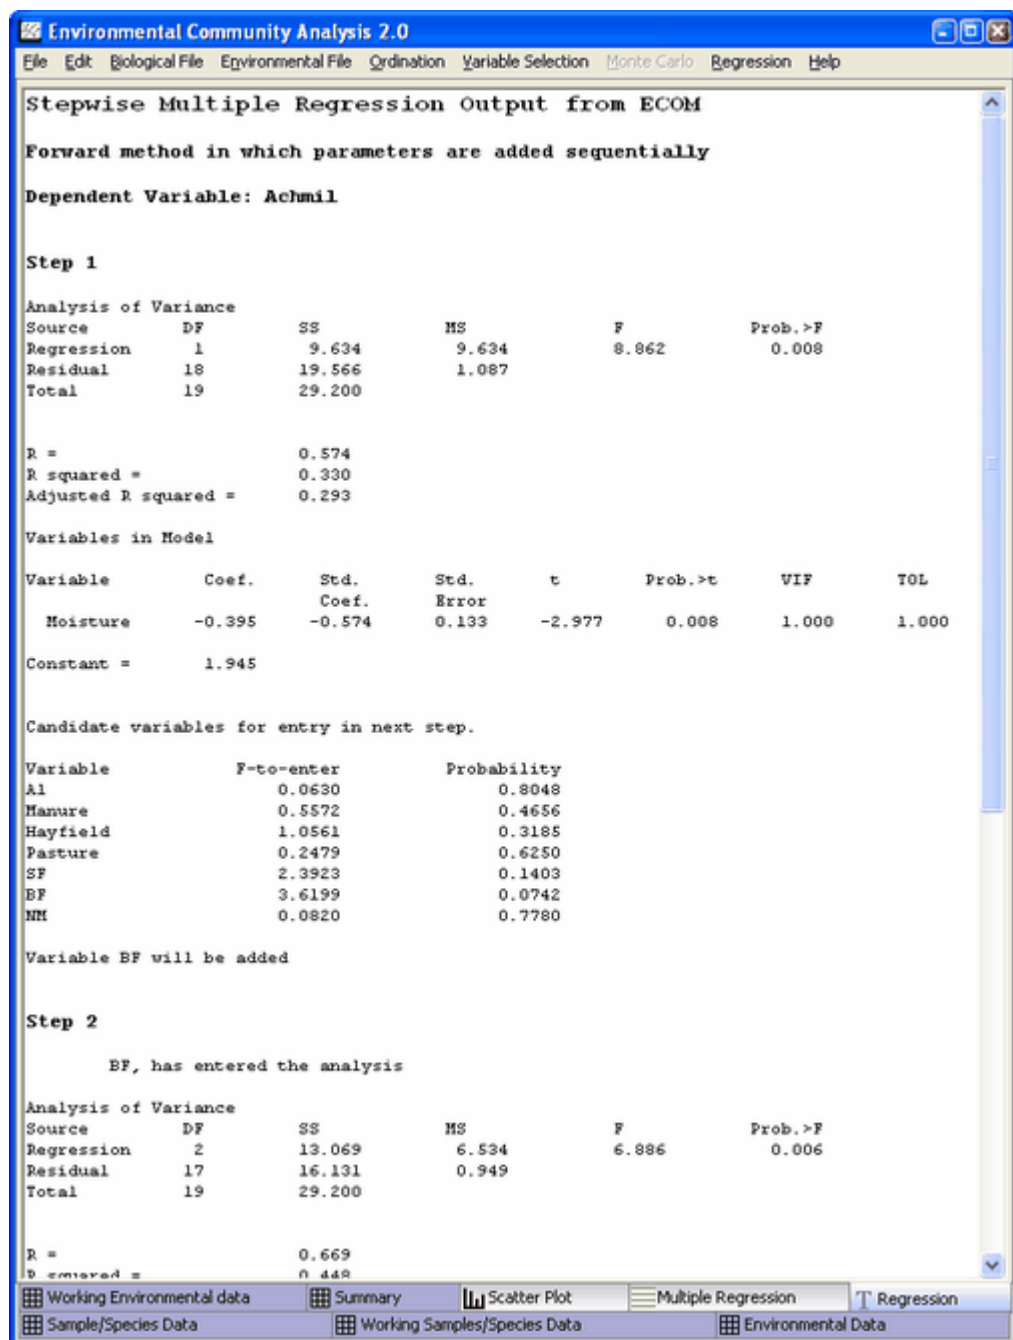 Environmental Community Analysis 2.0
File Edit Biological File Environmental File Ordination Variable Selection Monte Carlo Regression Help
Stepwise Multiple Regression Output from ECOM
Forward method in which parameters are added sequentially
Dependent Variable: Achmil
Step 1
Analysis of Variance
Source DF SS MS F Prob.>F
Regression 1 9.634 9.634 8.862 0.008
Residual 18 19.566 1.087
Total 19 29.200
R = 0.574
R squared = 0.330
Adjusted R squared = 0.293
Variables in Model
Variable Coef. Std. Std. t Prob.>t VIF TOL
Coef. Error
Moisture -0.395 -0.574 0.133 -2.977 0.008 1.000 1.000
Constant = 1.945
Candidate variables for entry in next step.
Variable F-to-enter Probability
A1 0.0630 0.8048
Manure 0.5572 0.4656
Hayfield 1.0561 0.3185
Pasture 0.2479 0.6250
SF 2.3923 0.1403
BF 3.6199 0.0742
NM 0.0820 0.7780
Variable BF will be added
Step 2
BF, has entered the analysis
Analysis of Variance
Source DF SS MS F Prob.>F
Regression 2 13.069 6.534 6.886 0.006
Residual 17 16.131 0.949
Total 19 29.200
R = 0.669
R squared = 0.448
Working Environmental data Summary Scatter Plot Multiple Regression Regression
Sample/Species Data Working Samples/Species Data Environmental Data